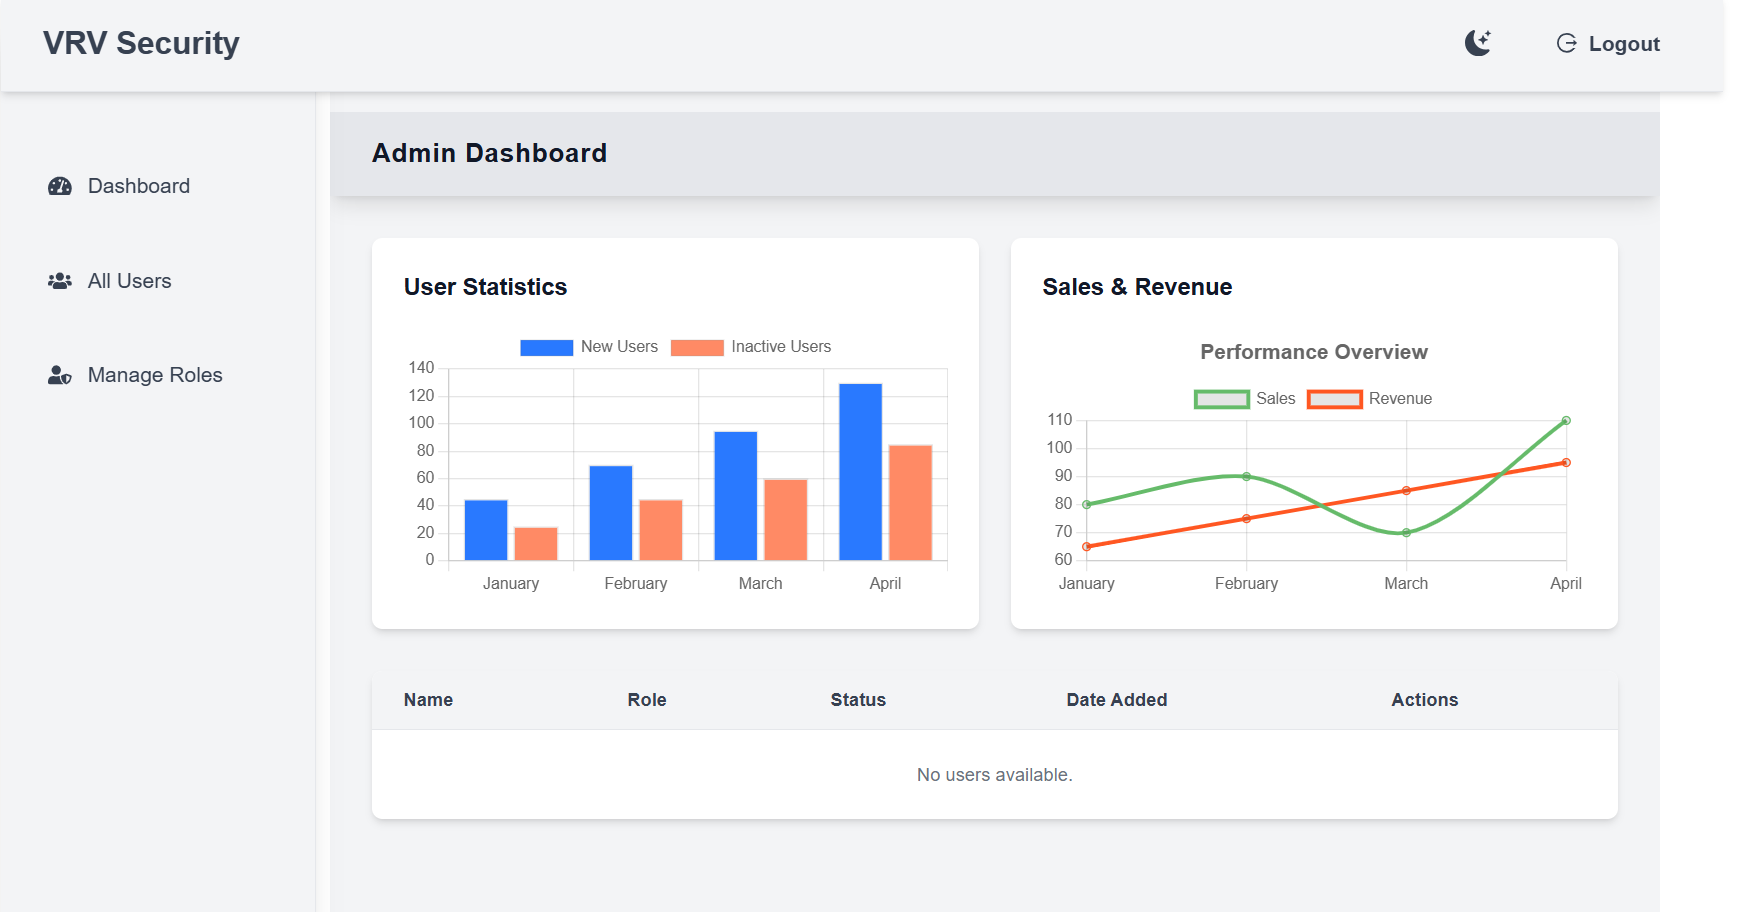 VRV Security
Logout
Dashboard
All Users
Manage Roles
Admin Dashboard
User Statistics
New Users Inactive Users
140
120
100
80
60
40
20
0
January February March April
Sales & Revenue
Performance Overview
Sales Revenue
110
100
90
80
70
60
January February March April
Name Role Status Date Added Actions
No users available.